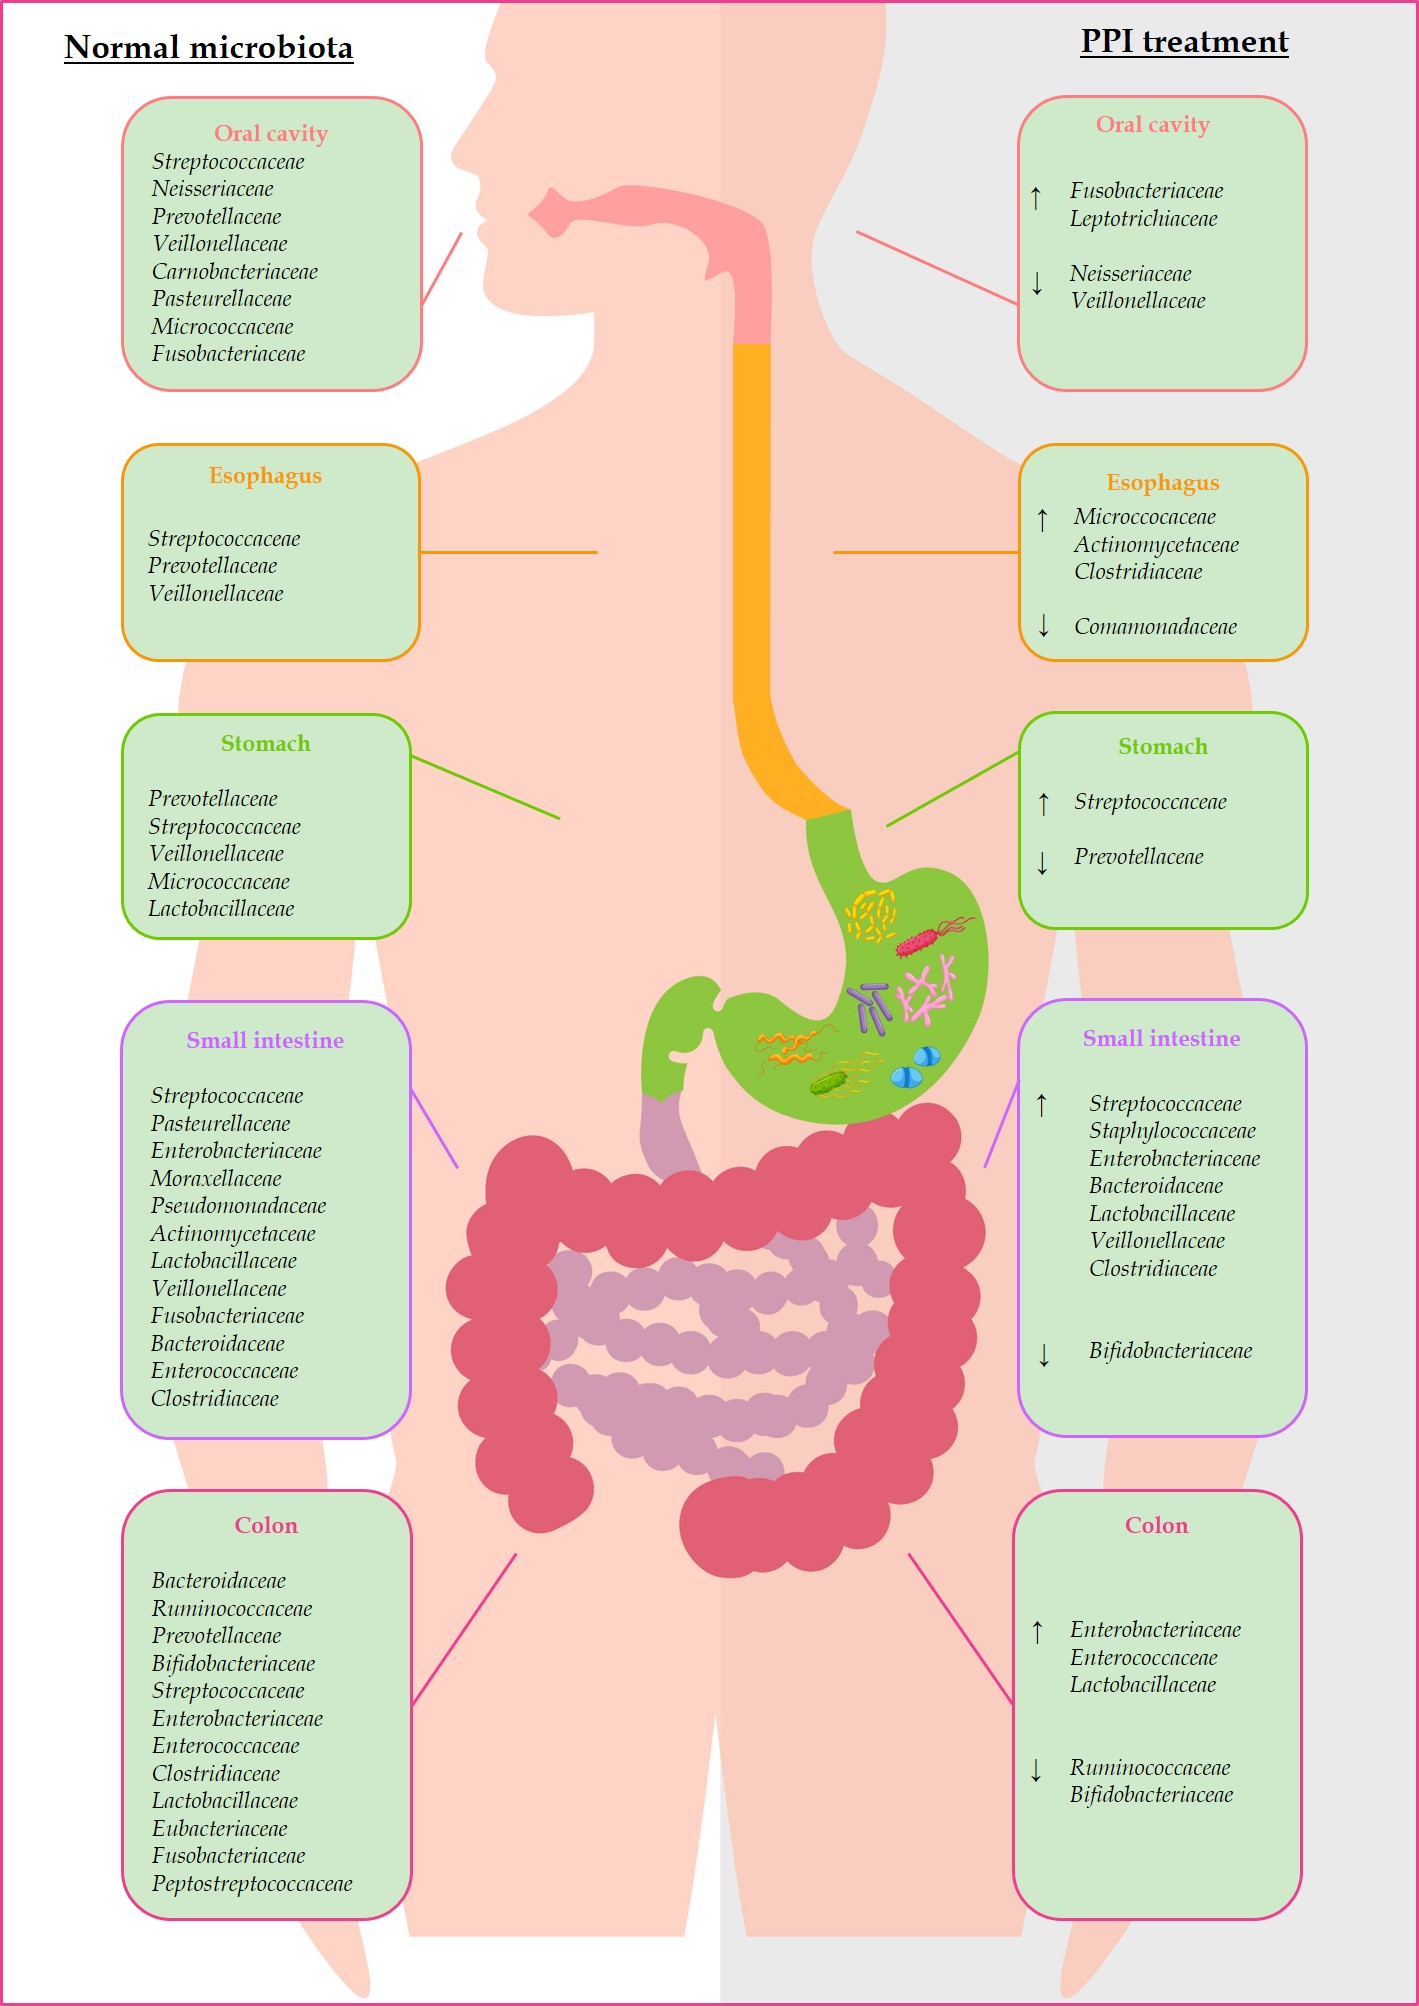 Normal microbiota
Oral cavity
Streptococcaceae
Neisseriaceae
Prevotellaceae
Veillonellaceae
Carnobacteriaceae
Pasteurellaceae
Micrococcaceae
Fusobacteriaceae
Esophagus
Streptococcaceae
Prevotellaceae
Veillonellaceae
Stomach
Prevotellaceae
Streptococcaceae
Veillonellaceae
Micrococcaceae
Lactobacillaceae
Small intestine
Streptococcaceae
Pasteurellaceae
Enterobacteriaceae
Moraxellaceae
Pseudomonadaceae
Actinomycetaceae
Lactobacillaceae
Veillonellaceae
Fusobacteriaceae
Bacteroidaceae
Enterococcaceae
Clostridiaceae
Colon
Bacteroidaceae
Ruminococcaceae
Prevotellaceae
Bifidobacteriaceae
Streptococcaceae
Enterobacteriaceae
Enterococcaceae
Clostridiaceae
Lactobacillaceae
Eubacteriaceae
Fusobacteriaceae
Peptostreptococcaceae
PPI treatment
Oral cavity
↑ Fusobacteriaceae
Leptotrichiaceae
↓ Neisseriaceae
Veillonellaceae
Esophagus
↑ Microccocaceae
Actinomycetaceae
Clostridiaceae
↓ Comamonadaceae
Stomach
↑ Streptococcaceae
↓ Prevotellaceae
Small intestine
↑ Streptococcaceae
Staphylococcaceae
Enterobacteriaceae
Bacteroidaceae
Lactobacillaceae
Veillonellaceae
Clostridiaceae
↓ Bifidobacteriaceae
Colon
↑ Enterobacteriaceae
Enterococcaceae
Lactobacillaceae
↓ Ruminococcaceae
Bifidobacteriaceae